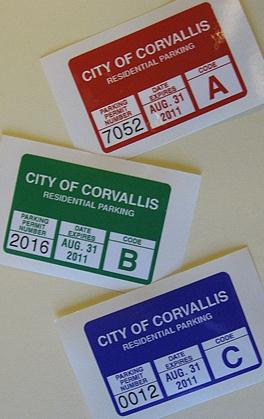 CITY OF CORVALLIS
RESIDENTIAL PARKING
PARKING
PERMIT
NUMBER
7052
DATE
EXPIRES
AUG. 31
2011
CODE
A
CITY OF CORVALLIS
RESIDENTIAL PARKING
PARKING
PERMIT
NUMBER
2016
DATE
EXPIRES
AUG. 31
2011
CODE
B
CITY OF CORVALLIS
RESIDENTIAL PARKING
PARKING
PERMIT
NUMBER
0012
DATE
EXPIRES
AUG. 31
2011
CODE
C